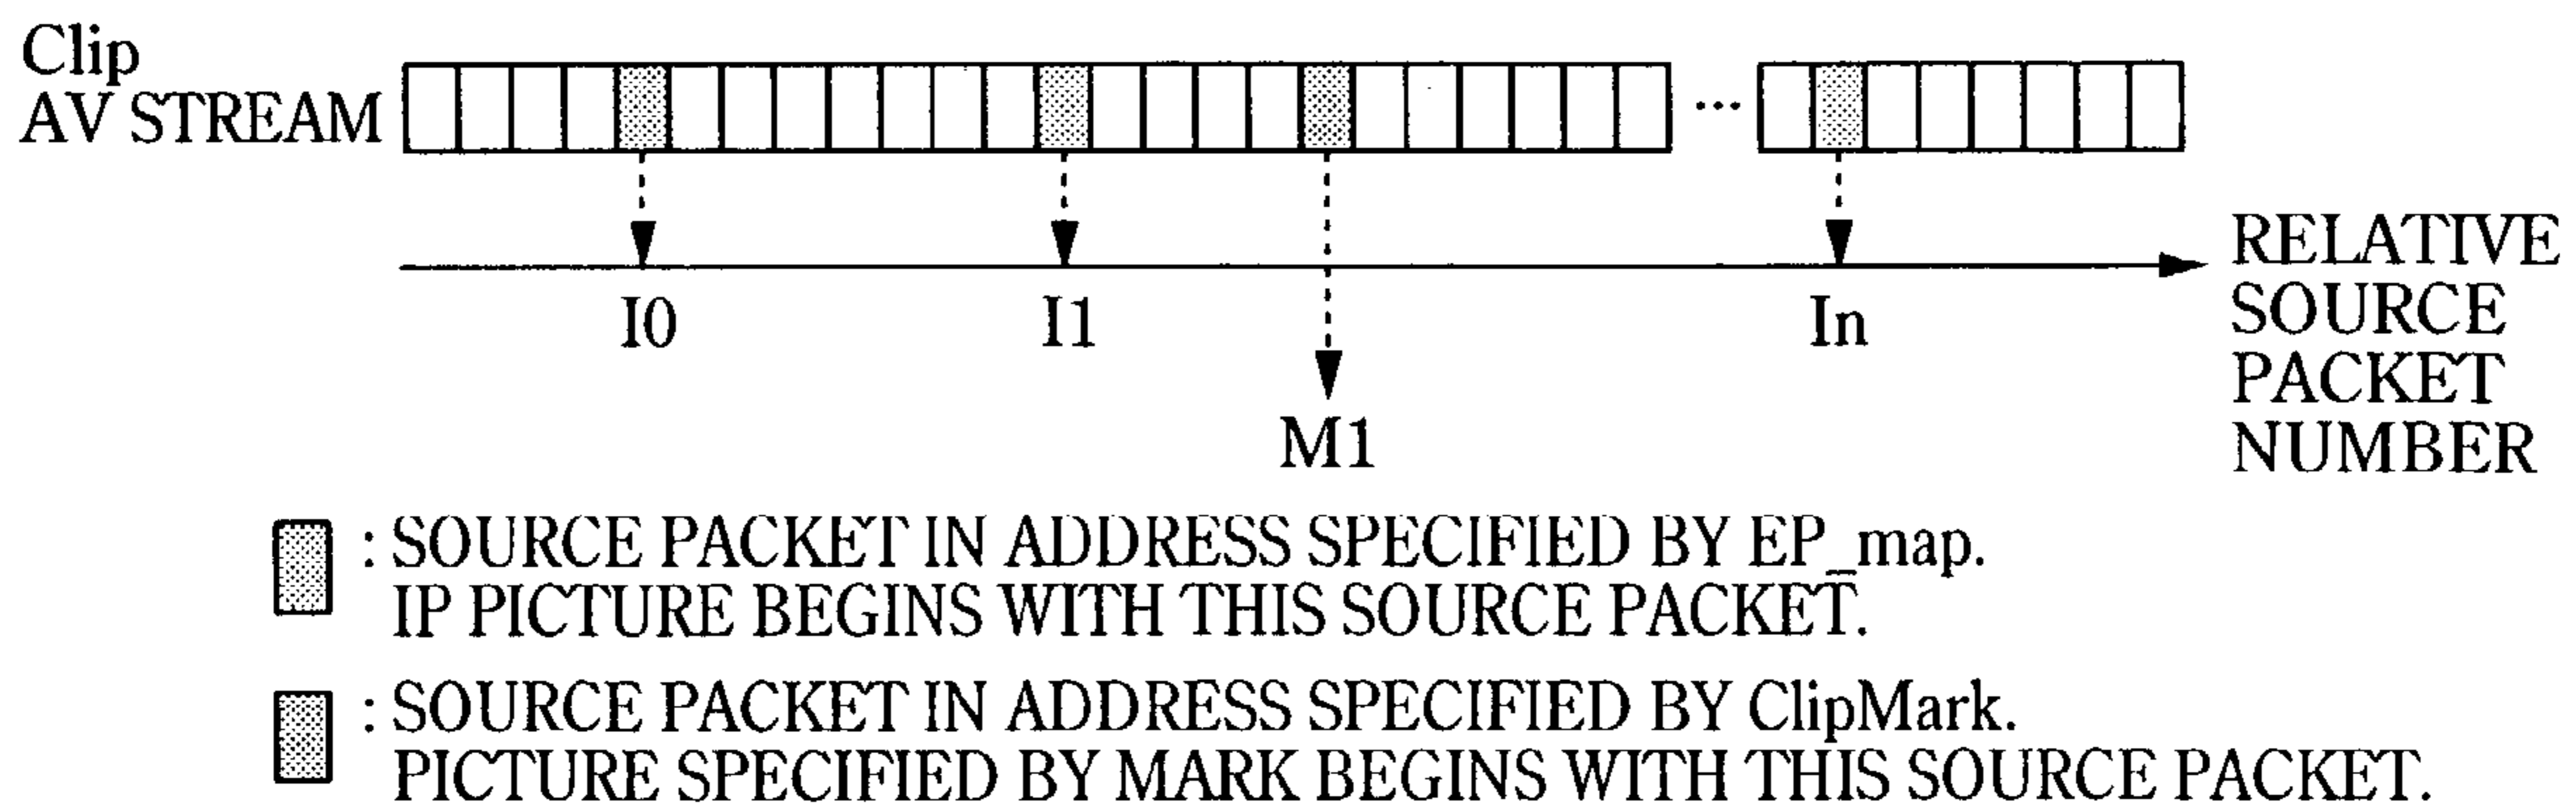 Clip
AV STREAM
...
RELATIVE
SOURCE
PACKET
NUMBER
I0
I1
In
M1
: SOURCE PACKET IN ADDRESS SPECIFIED BY EP_map.
IP PICTURE BEGINS WITH THIS SOURCE PACKET.
: SOURCE PACKET IN ADDRESS SPECIFIED BY ClipMark.
PICTURE SPECIFIED BY MARK BEGINS WITH THIS SOURCE PACKET.